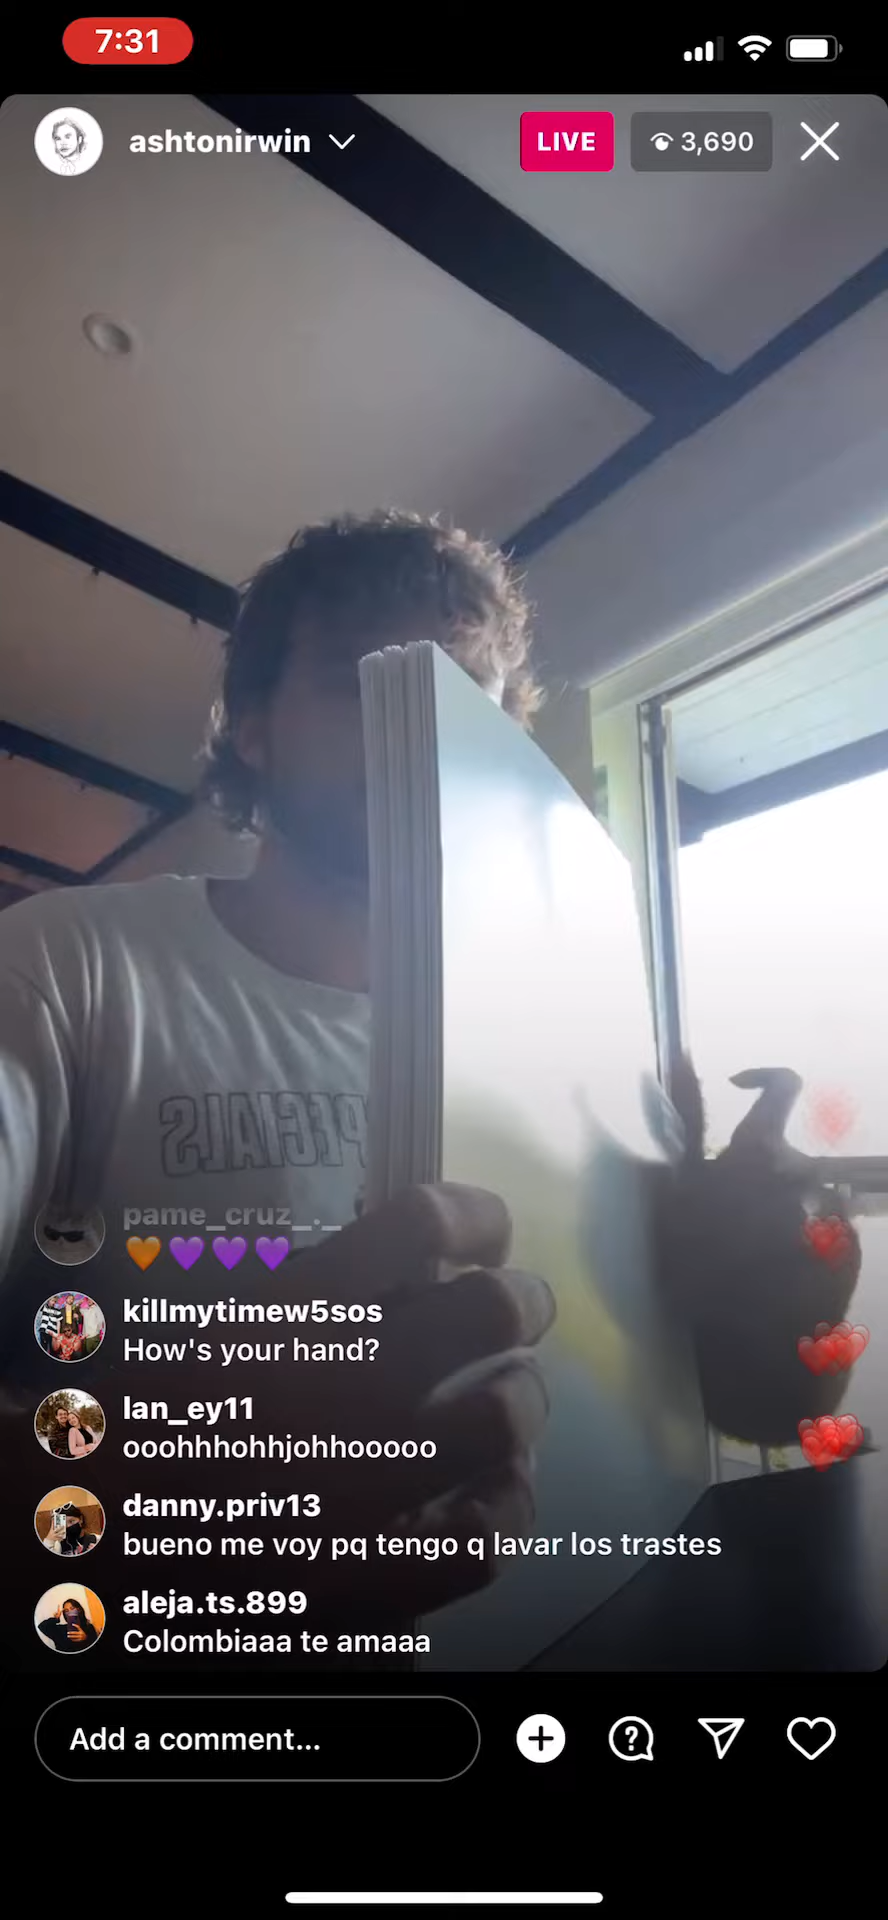 7:31
ashtonirwin
LIVE
3,690
PECIALS
pame_cruz_._
🧡💜💜💜
killmytimew5sos
How's your hand?
lan_ey11
ooohhhohhjohhooooo
danny.priv13
bueno me voy pq tengo q lavar los trastes
aleja.ts.899
Colombiaaa te amaaa
Add a comment...